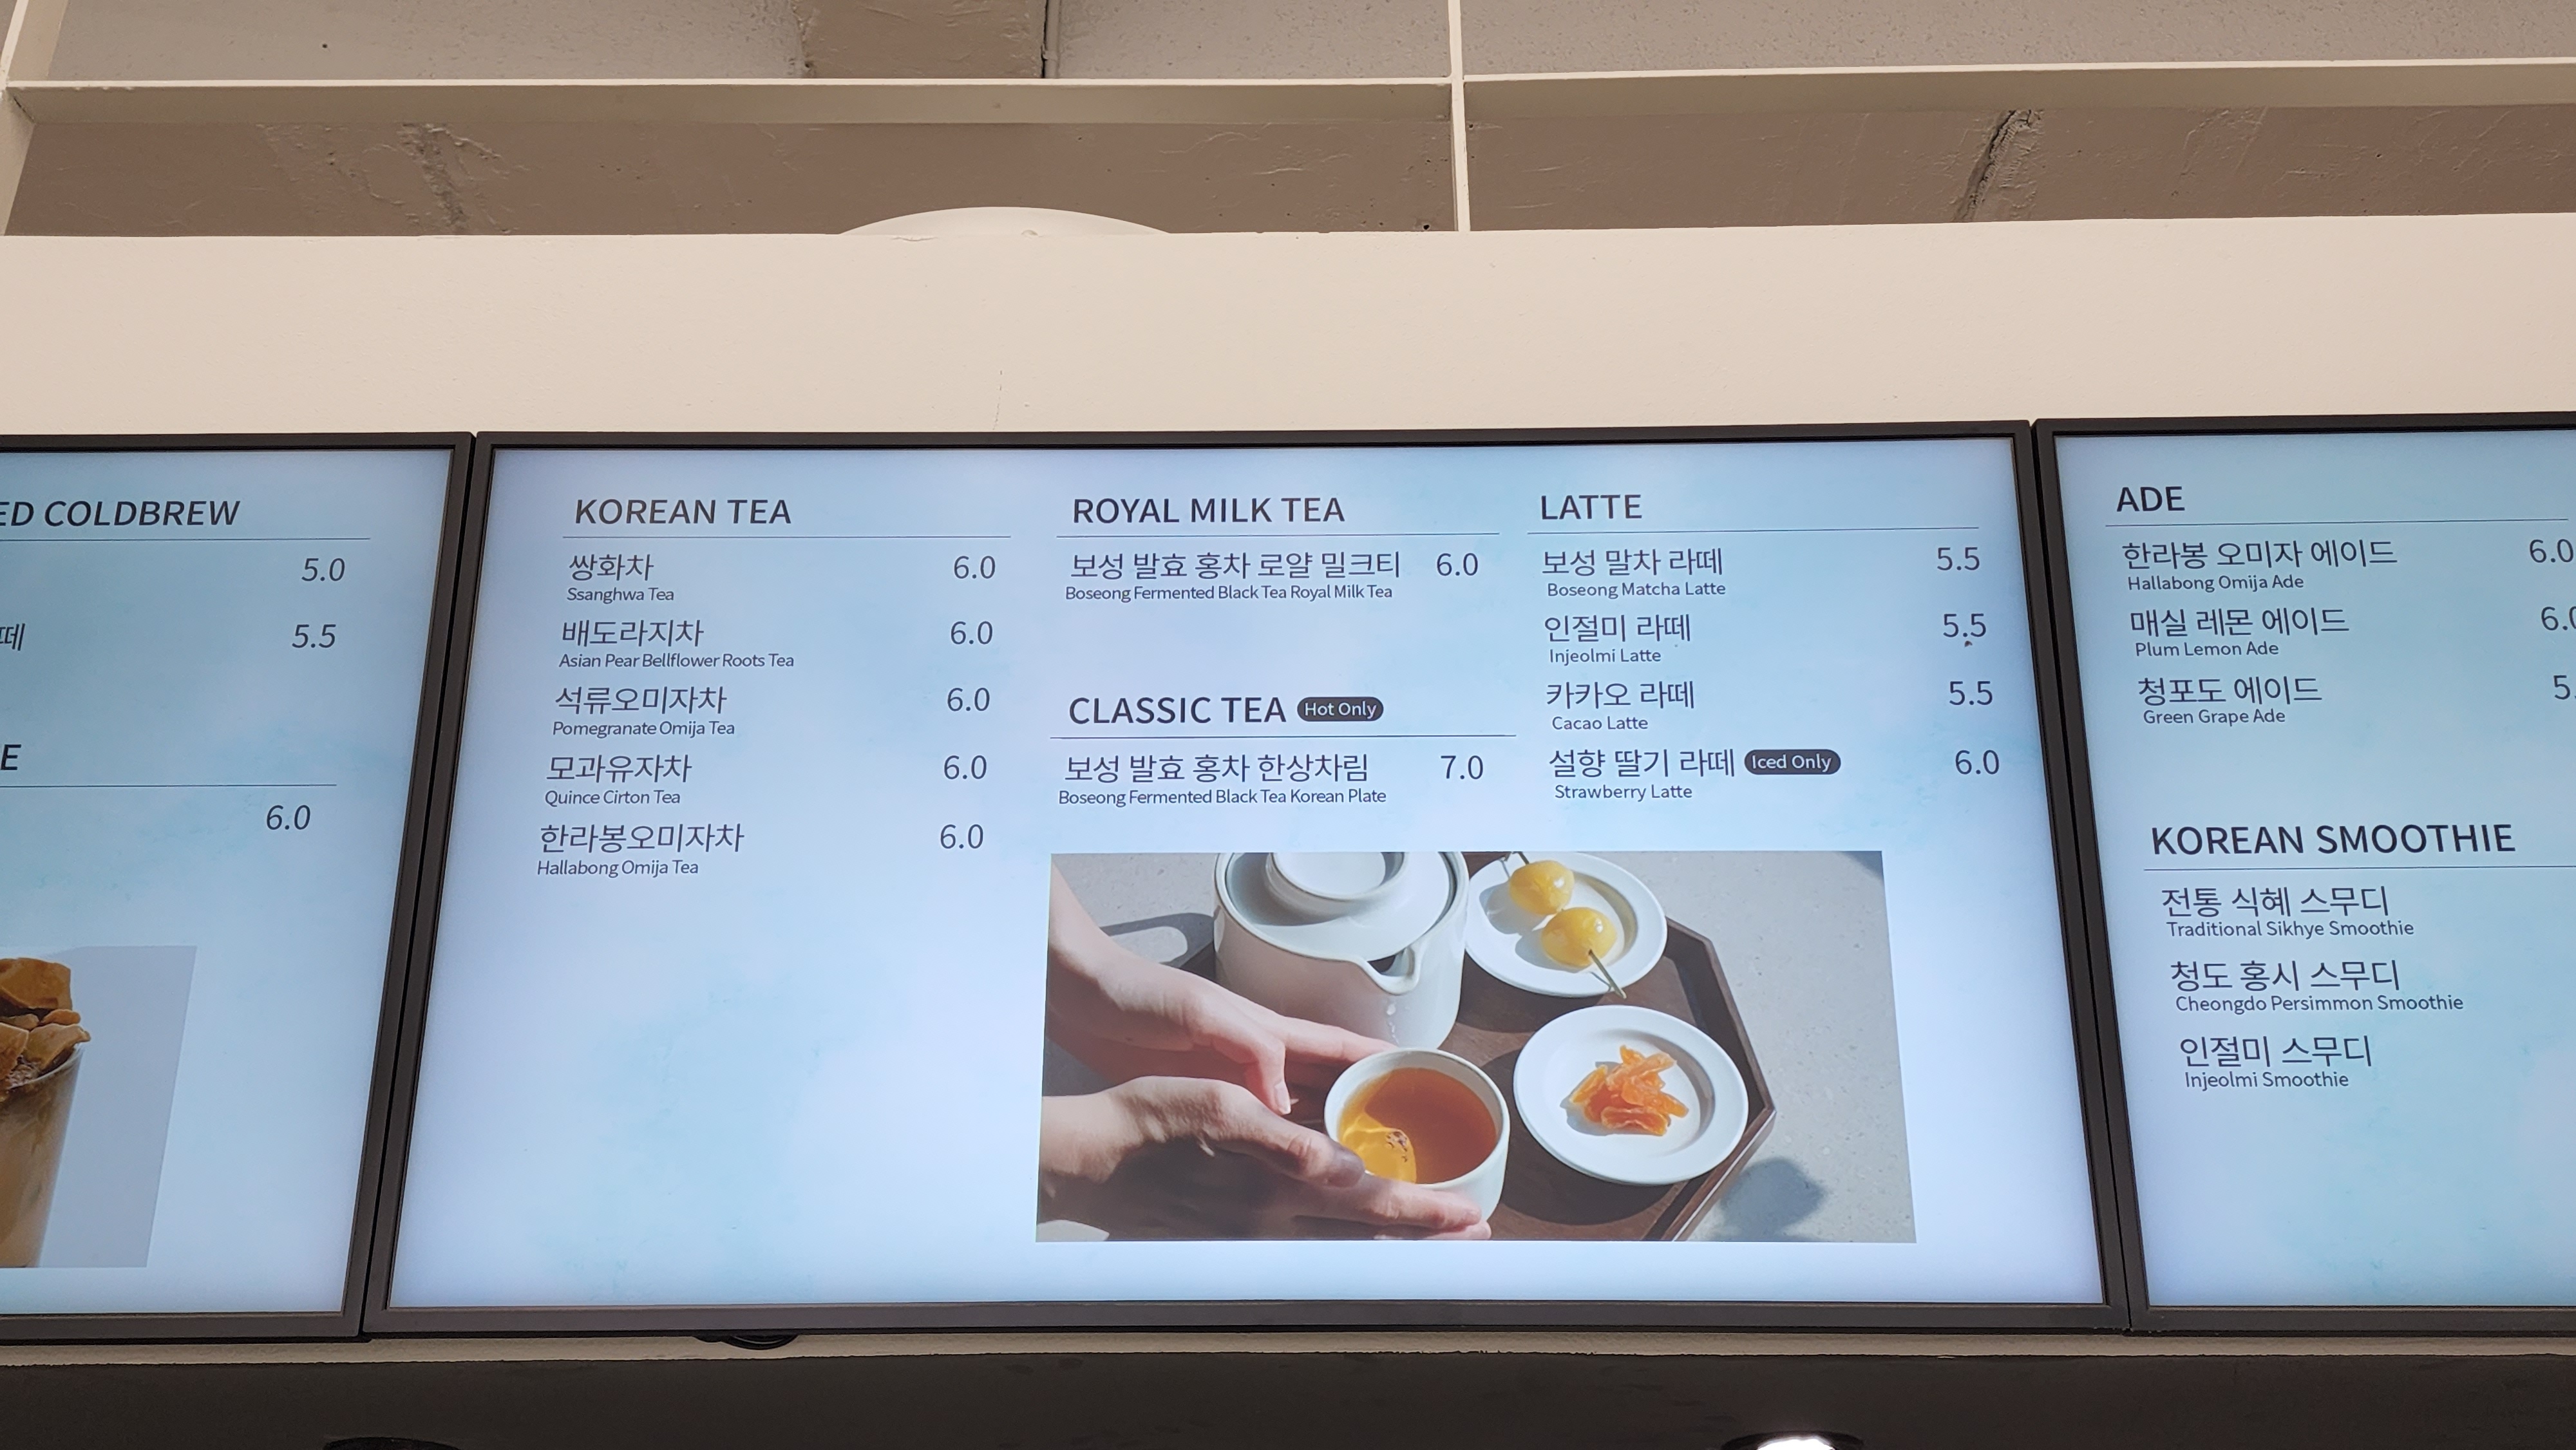 ED COLDBREW
5.0
떼 5.5
E
6.0
KOREAN TEA
쌍화차 6.0
Ssanghwa Tea
배도라지차 6.0
Asian Pear Bellflower Roots Tea
석류오미자차 6.0
Pomegranate Omija Tea
모과유자차 6.0
Quince Cirton Tea
한라봉오미자차 6.0
Hallabong Omija Tea
ROYAL MILK TEA
보성 발효 홍차 로얄 밀크티 6.0
Boseong Fermented Black Tea Royal Milk Tea
CLASSIC TEA Hot Only
보성 발효 홍차 한상차림 7.0
Boseong Fermented Black Tea Korean Plate
LATTE
보성 말차 라떼 5.5
Boseong Matcha Latte
인절미 라떼 5.5
Injeolmi Latte
카카오 라떼 5.5
Cacao Latte
설향 딸기 라떼 Iced Only 6.0
Strawberry Latte
ADE
한라봉 오미자 에이드 6.0
Hallabong Omija Ade
매실 레몬 에이드 6.0
Plum Lemon Ade
청포도 에이드 5.
Green Grape Ade
KOREAN SMOOTHIE
전통 식혜 스무디
Traditional Sikhye Smoothie
청도 홍시 스무디
Cheongdo Persimmon Smoothie
인절미 스무디
Injeolmi Smoothie